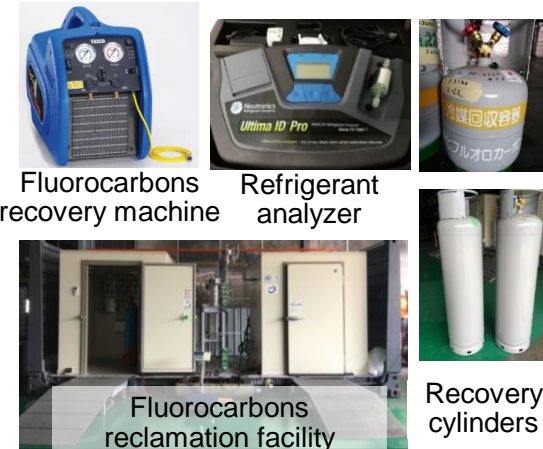 TASCO
Neutronics
Ultima ID Pro
冷媒回収容器
フルオロカーボン
Fluorocarbons
recovery machine
Refrigerant
analyzer
Recovery
cylinders
Fluorocarbons
reclamation facility